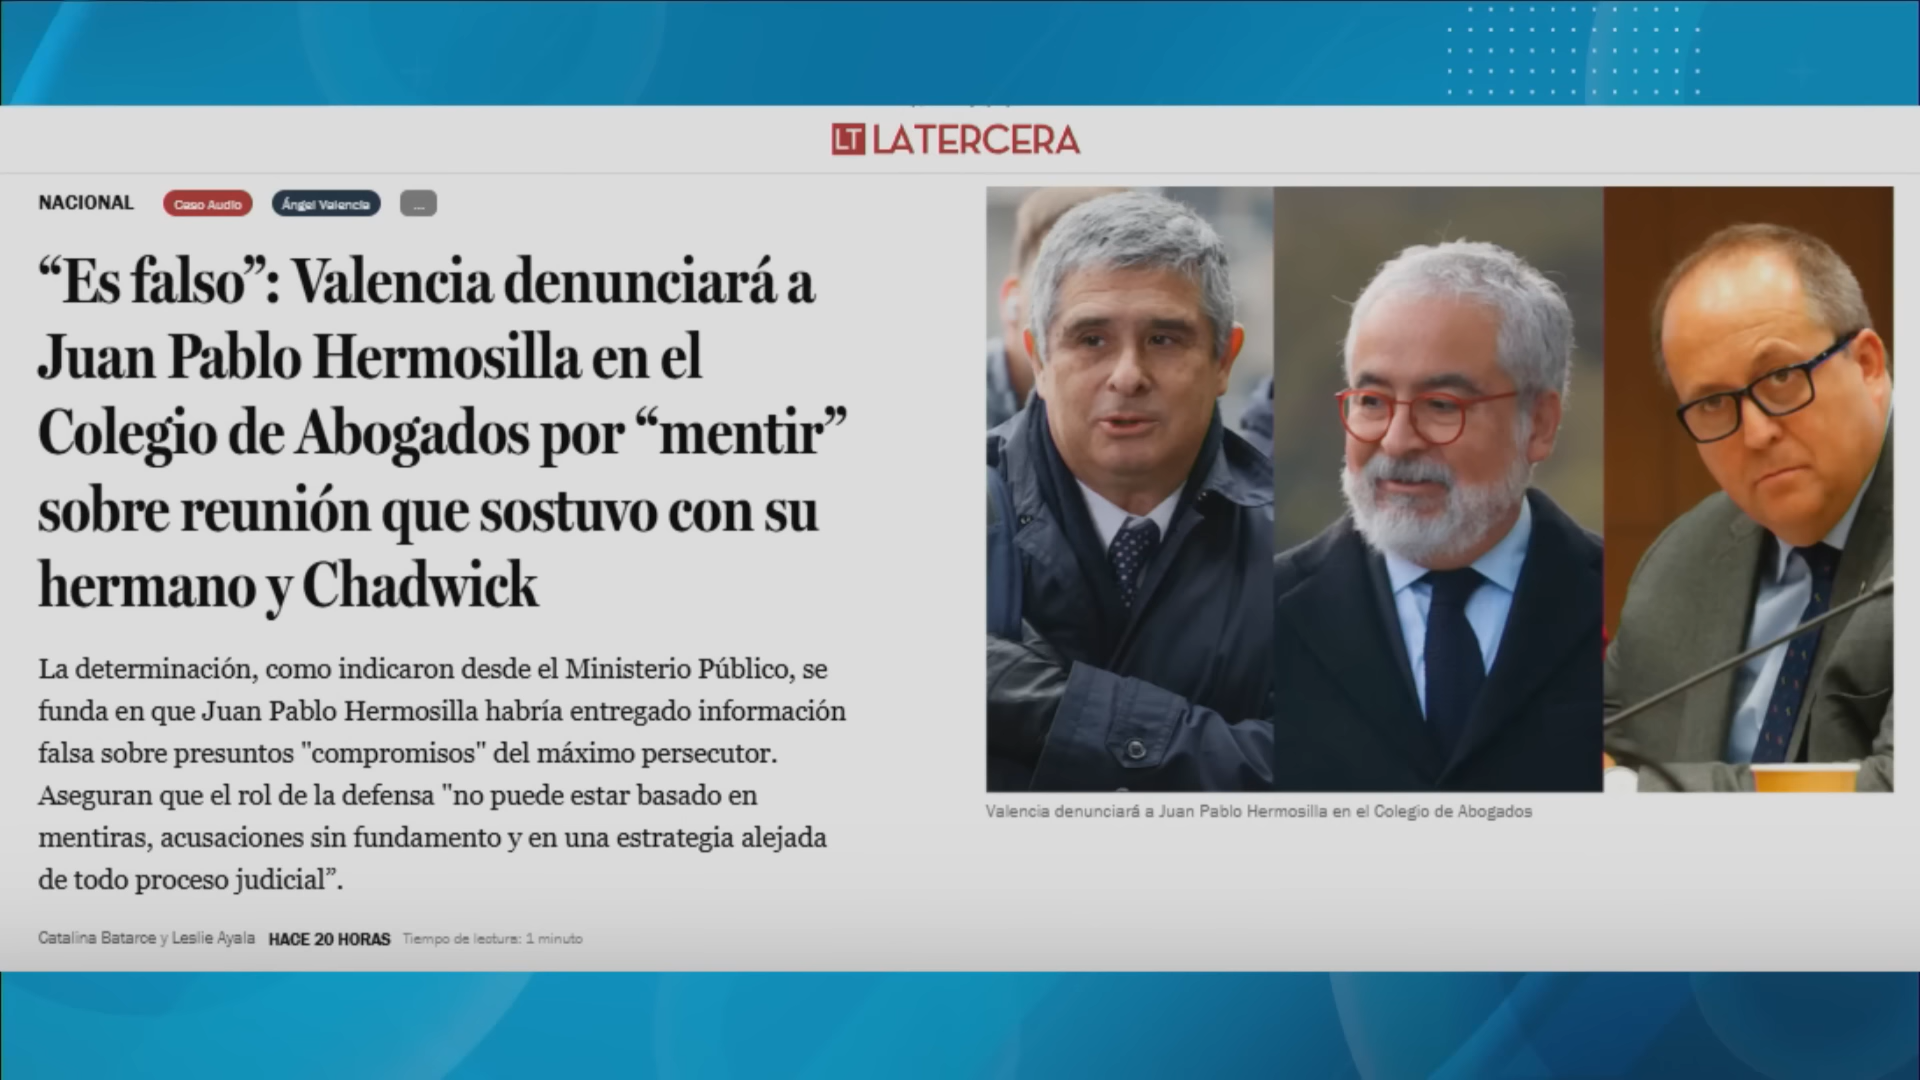 LT LATERCERA
NACIONAL Caso Audio Ángel Valencia ...
“Es falso”: Valencia denunciará a
Juan Pablo Hermosilla en el
Colegio de Abogados por “mentir”
sobre reunión que sostuvo con su
hermano y Chadwick
La determinación, como indicaron desde el Ministerio Público, se
funda en que Juan Pablo Hermosilla habría entregado información
falsa sobre presuntos "compromisos" del máximo persecutor.
Aseguran que el rol de la defensa "no puede estar basado en
mentiras, acusaciones sin fundamento y en una estrategia alejada
de todo proceso judicial”.
Catalina Batarce y Leslie Ayala HACE 20 HORAS Tiempo de lectura: 1 minuto
Valencia denunciará a Juan Pablo Hermosilla en el Colegio de Abogados